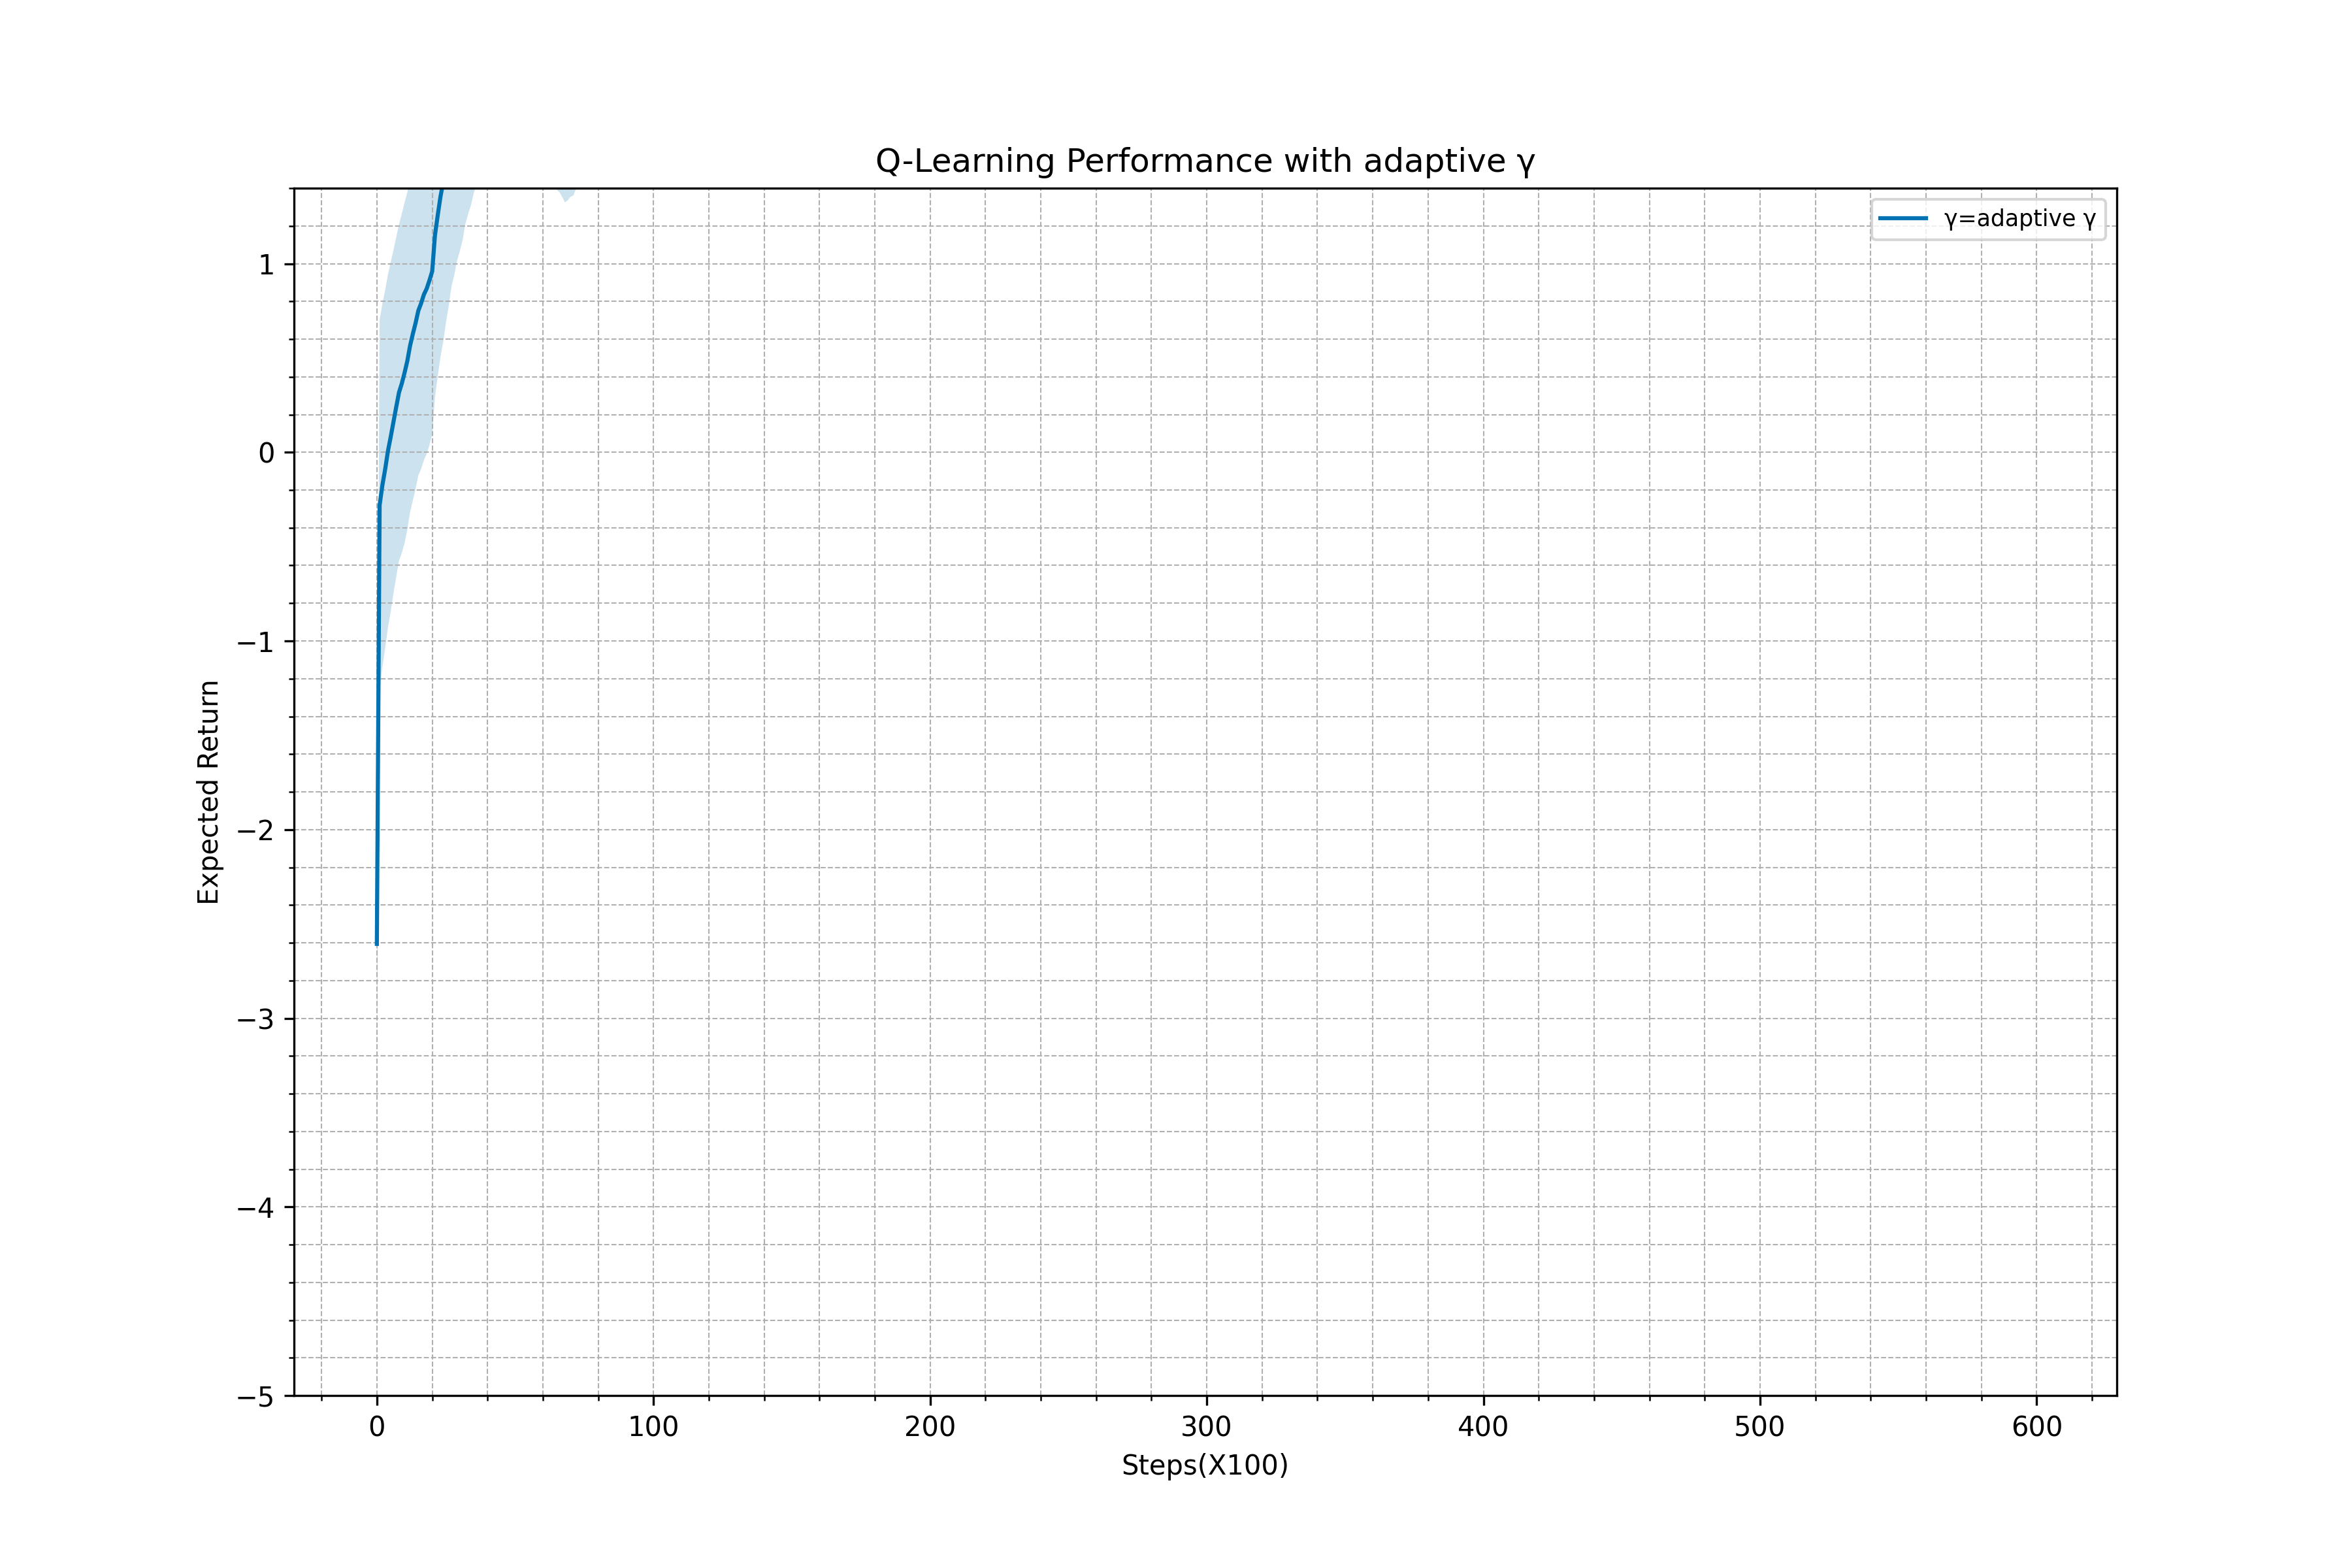 Q-Learning Performance with adaptive γ
γ=adaptive γ
Expected Return
1
0
−1
−2
−3
−4
−5
0 100 200 300 400 500 600
Steps(X100)